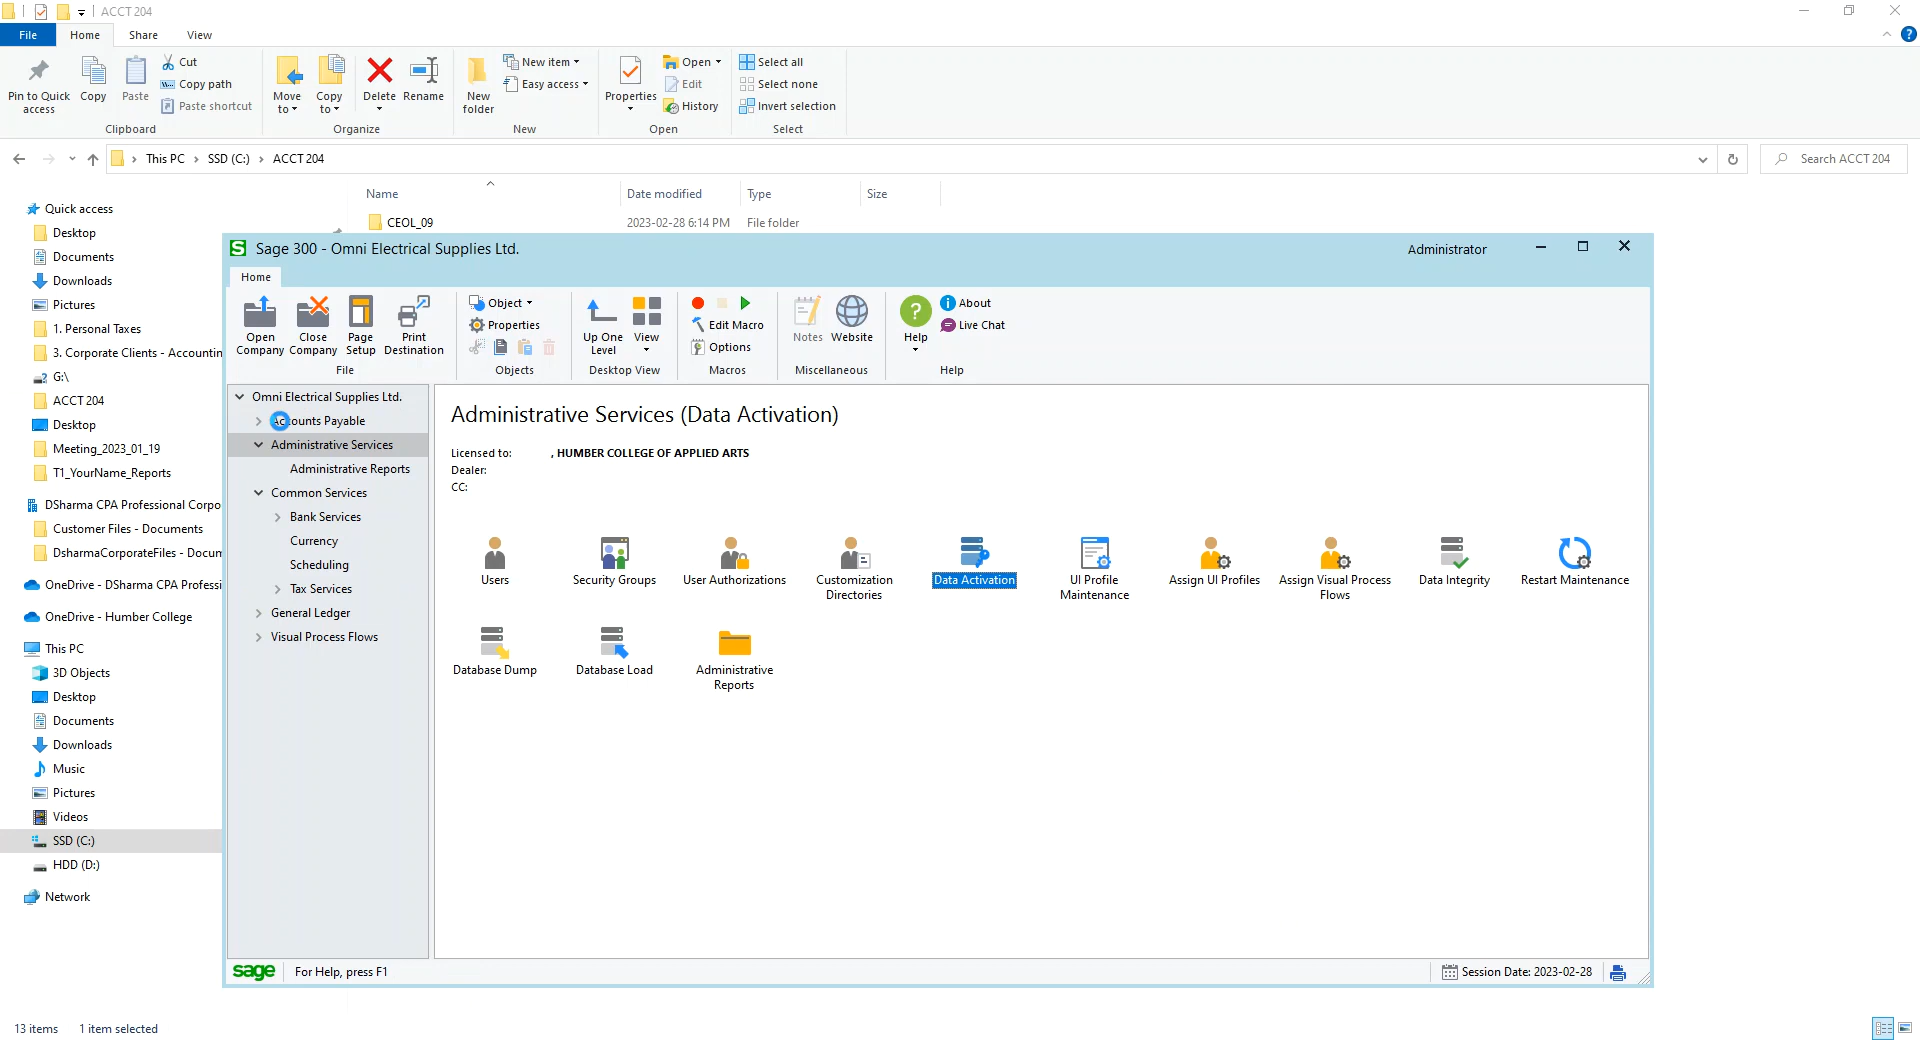 ACCT 204
File Home Share View
Pin to Quick access
Copy
Paste
Cut
Copy path
Paste shortcut
Clipboard
Move to
Copy to
Delete
Rename
Organize
New folder
New item
Easy access
New
Properties
Open
Edit
History
Open
Select all
Select none
Invert selection
Select
This PC > SSD (C:) > ACCT 204
Search ACCT 204
Name Date modified Type Size
CEOL_09 2023-02-28 6:14 PM File folder
Quick access
Desktop
Documents
Downloads
Pictures
1. Personal Taxes
3. Corporate Clients - Accountin
G:\
ACCT 204
Desktop
Meeting_2023_01_19
T1_YourName_Reports
DSharma CPA Professional Corpo
Customer Files - Documents
DsharmaCorporateFiles - Docum
OneDrive - DSharma CPA Professi
OneDrive - Humber College
This PC
3D Objects
Desktop
Documents
Downloads
Music
Pictures
Videos
SSD (C:)
HDD (D:)
Network
13 items 1 item selected
Sage 300 - Omni Electrical Supplies Ltd.
Administrator
Home
Open Company
Close Company
Page Setup
Print Destination
File
Object
Properties
Objects
Up One Level
View
Desktop View
Edit Macro
Options
Macros
Notes
Website
Miscellaneous
Help
About
Live Chat
Help
Omni Electrical Supplies Ltd.
Accounts Payable
Administrative Services
Administrative Reports
Common Services
Bank Services
Currency
Scheduling
Tax Services
General Ledger
Visual Process Flows
Administrative Services (Data Activation)
Licensed to: , HUMBER COLLEGE OF APPLIED ARTS
Dealer:
CC:
Users
Security Groups
User Authorizations
Customization Directories
Data Activation
UI Profile Maintenance
Assign UI Profiles
Assign Visual Process Flows
Data Integrity
Restart Maintenance
Database Dump
Database Load
Administrative Reports
sage
For Help, press F1
Session Date: 2023-02-28